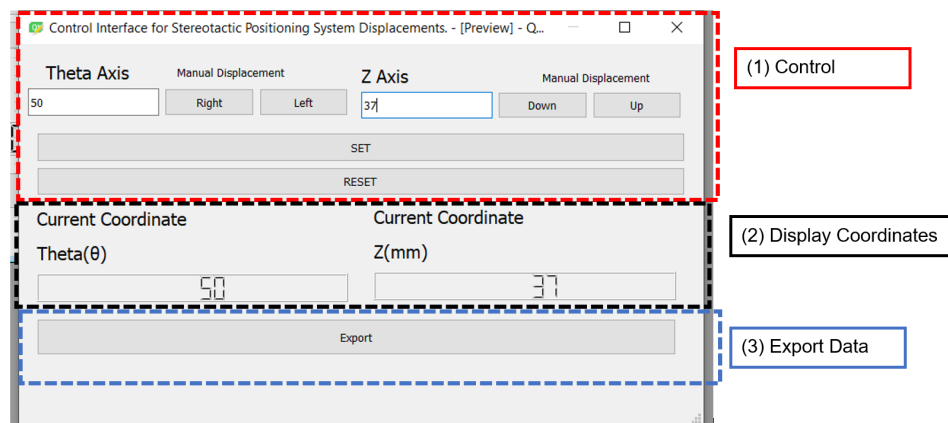 Control Interface for Stereotactic Positioning System Displacements. - [Preview] - Q...
(1) Control
Theta Axis
Manual Displacement
Z Axis
Manual Displacement
50
Right
Left
37
Down
Up
SET
RESET
Current Coordinate
Current Coordinate
(2) Display Coordinates
Theta(θ)
Z(mm)
50
37
Export
(3) Export Data